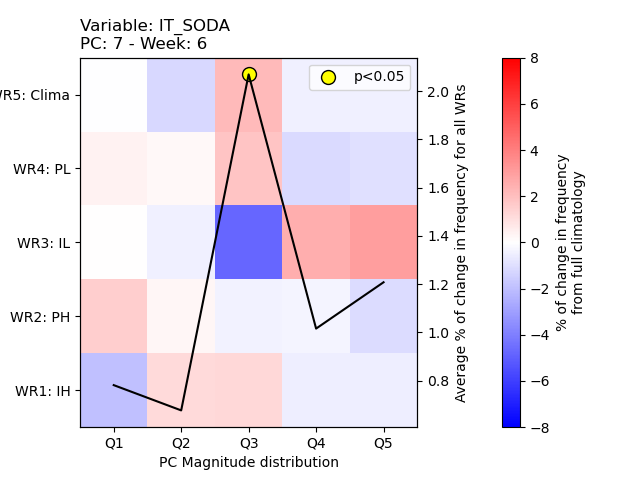 Variable: IT_SODA
PC: 7 - Week: 6
p<0.05
WR5: Clima
WR4: PL
WR3: IL
WR2: PH
WR1: IH
Q1 Q2 Q3 Q4 Q5
PC Magnitude distribution
2.0
1.8
1.6
1.4
1.2
1.0
0.8
Average % of change in frequency for all WRs
8
6
4
2
0
−2
−4
−6
−8
% of change in frequency
from full climatology